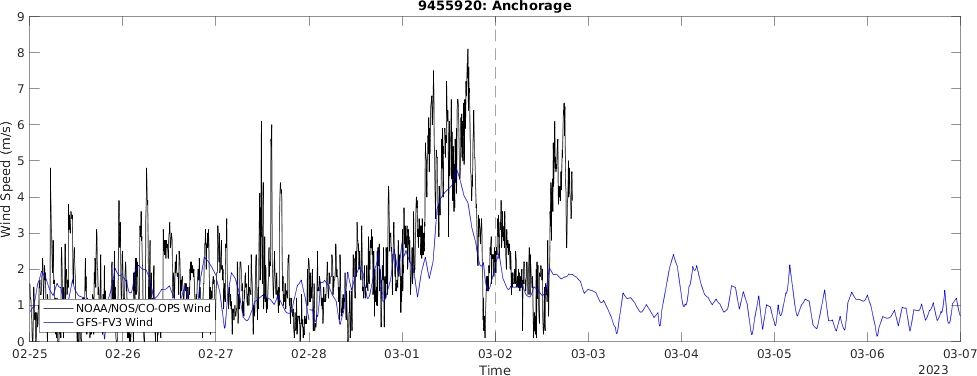 9455920: Anchorage
9
8
7
6
5
4
3
2
1
0
Wind Speed (m/s)
NOAA/NOS/CO-OPS Wind
GFS-FV3 Wind
02-25 02-26 02-27 02-28 03-01 03-02 03-03 03-04 03-05 03-06 03-07
Time
2023